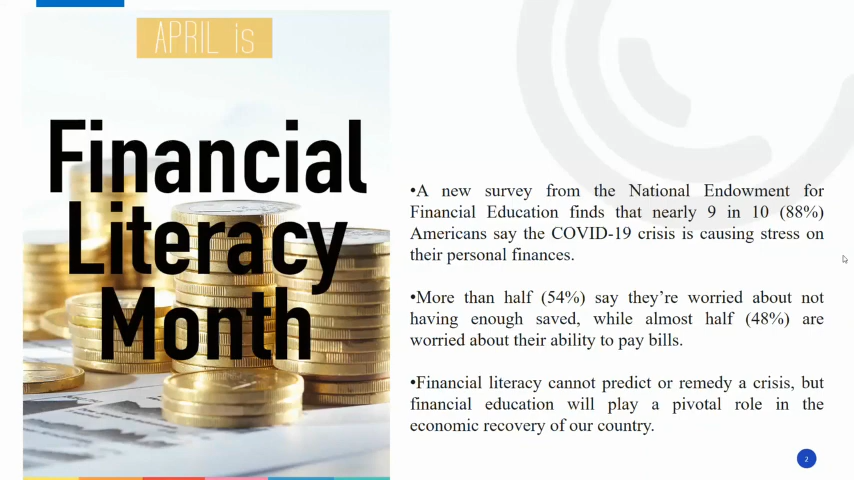 APRIL is
Financial
Literacy
Month
•A new survey from the National Endowment for
Financial Education finds that nearly 9 in 10 (88%)
Americans say the COVID-19 crisis is causing stress on
their personal finances.
•More than half (54%) say they’re worried about not
having enough saved, while almost half (48%) are
worried about their ability to pay bills.
•Financial literacy cannot predict or remedy a crisis, but
financial education will play a pivotal role in the
economic recovery of our country.
2